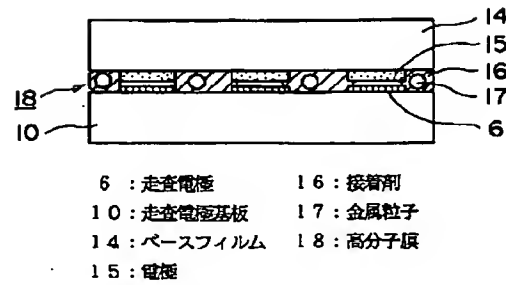 14
15
16
18
17
10
6
6 : 走査電極
16 : 接着剤
10 : 走査電極基板
17 : 金属粒子
14 : ベースフィルム
18 : 高分子膜
15 : 電極